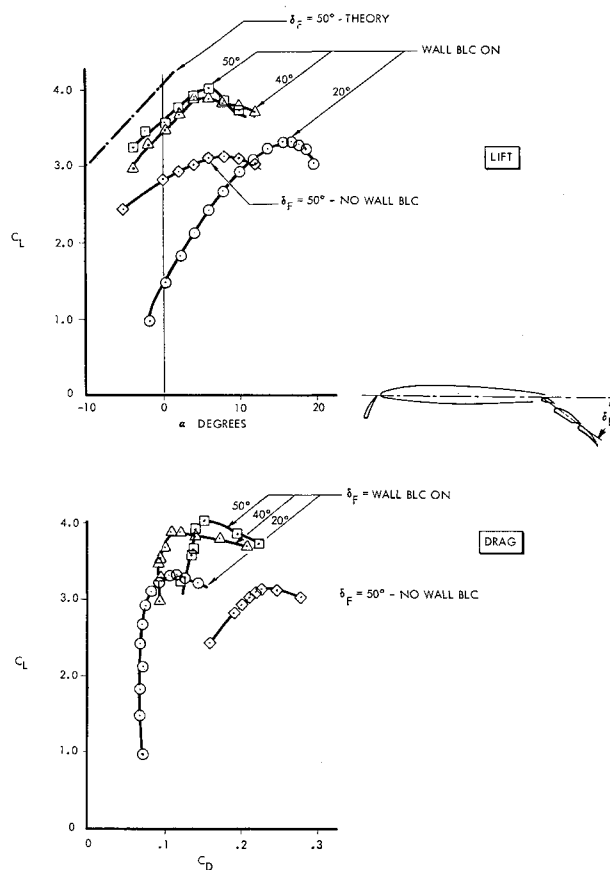 δF = 50° - THEORY
WALL BLC ON
50°
40°
20°
4.0
3.0
2.0
1.0
0
CL
LIFT
δF = 50° - NO WALL BLC
-10
0
10
20
α DEGREES
δF
δF = WALL BLC ON
50°
40°
20°
4.0
3.0
2.0
1.0
0
CL
DRAG
δF = 50° - NO WALL BLC
0
.1
.2
.3
CD